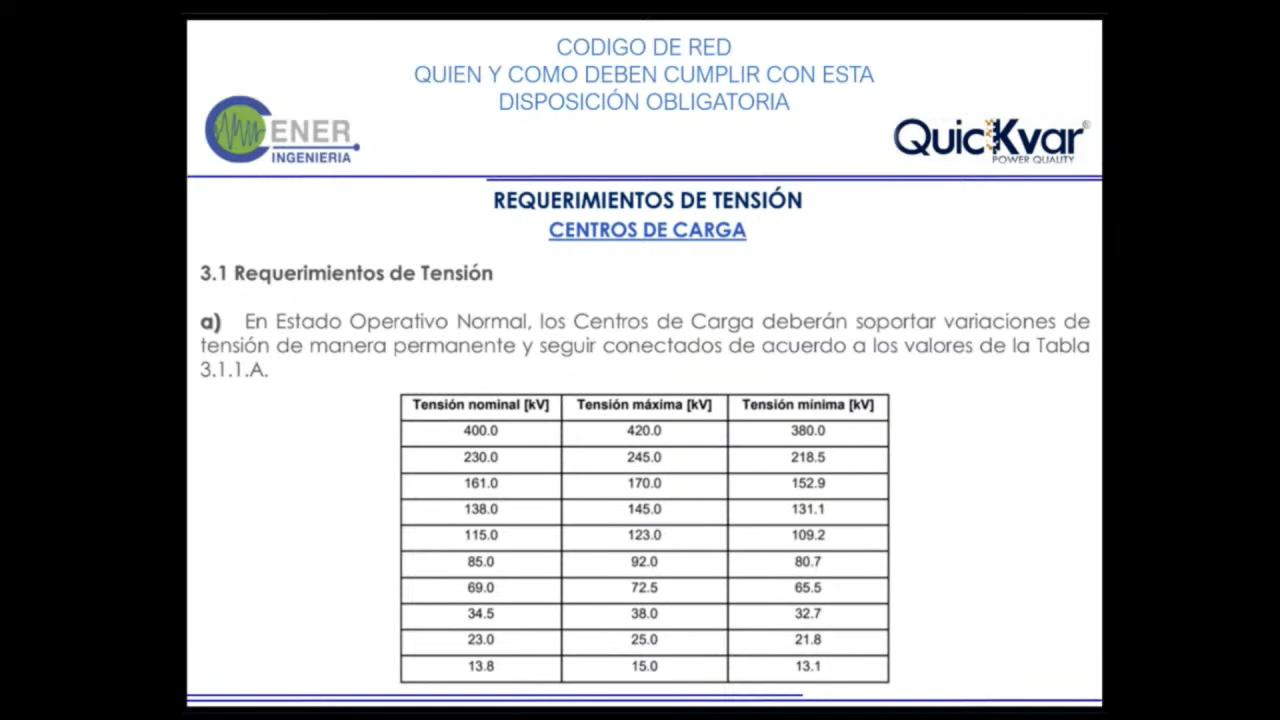 CODIGO DE RED
QUIEN Y COMO DEBEN CUMPLIR CON ESTA
DISPOSICIÓN OBLIGATORIA
CENER
INGENIERIA
QuicKvar®
POWER QUALITY
REQUERIMIENTOS DE TENSIÓN
CENTROS DE CARGA
3.1 Requerimientos de Tensión
a) En Estado Operativo Normal, los Centros de Carga deberán soportar variaciones de
tensión de manera permanente y seguir conectados de acuerdo a los valores de la Tabla
3.1.1.A.
Tensión nominal [kV] Tensión máxima [kV] Tensión mínima [kV]
400.0 420.0 380.0
230.0 245.0 218.5
161.0 170.0 152.9
138.0 145.0 131.1
115.0 123.0 109.2
85.0 92.0 80.7
69.0 72.5 65.5
34.5 38.0 32.7
23.0 25.0 21.8
13.8 15.0 13.1